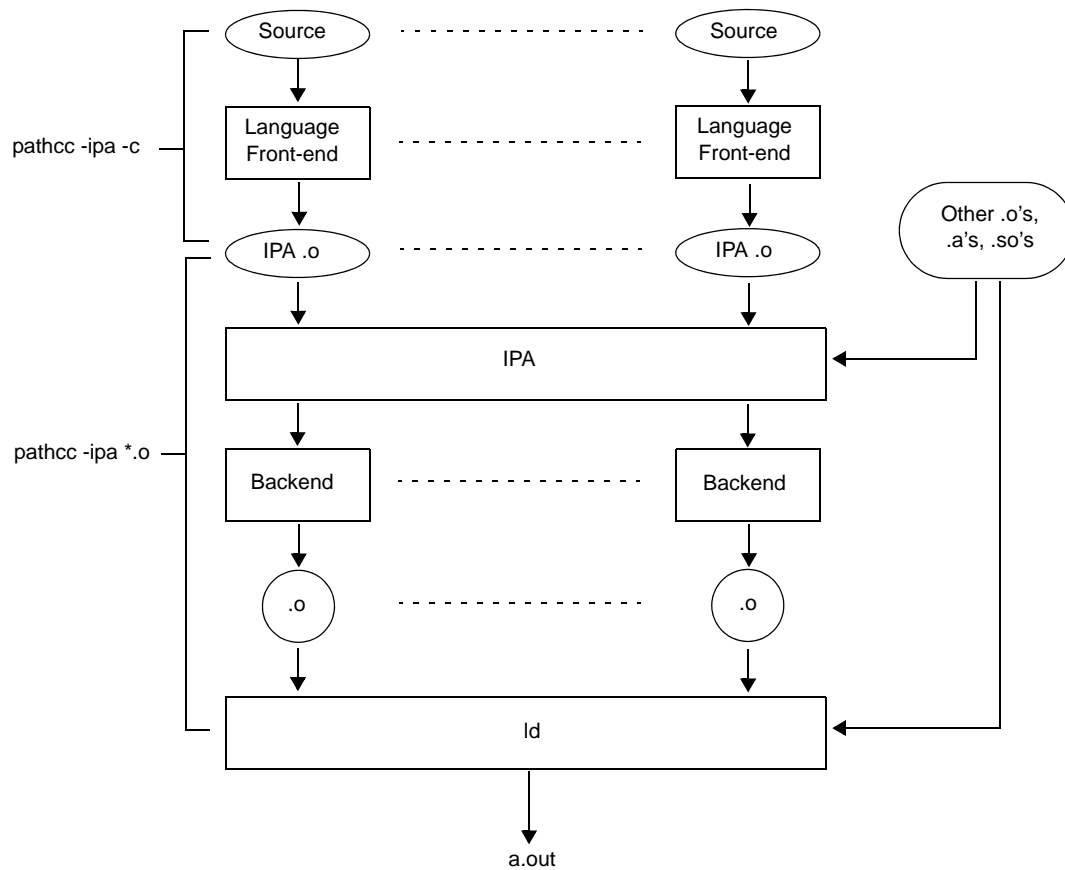 Source
Source
Language
Front-end
Language
Front-end
pathcc -ipa -c
Other .o's,
.a's, .so's
IPA .o
IPA .o
IPA
pathcc -ipa *.o
Backend
Backend
.o
.o
ld
a.out